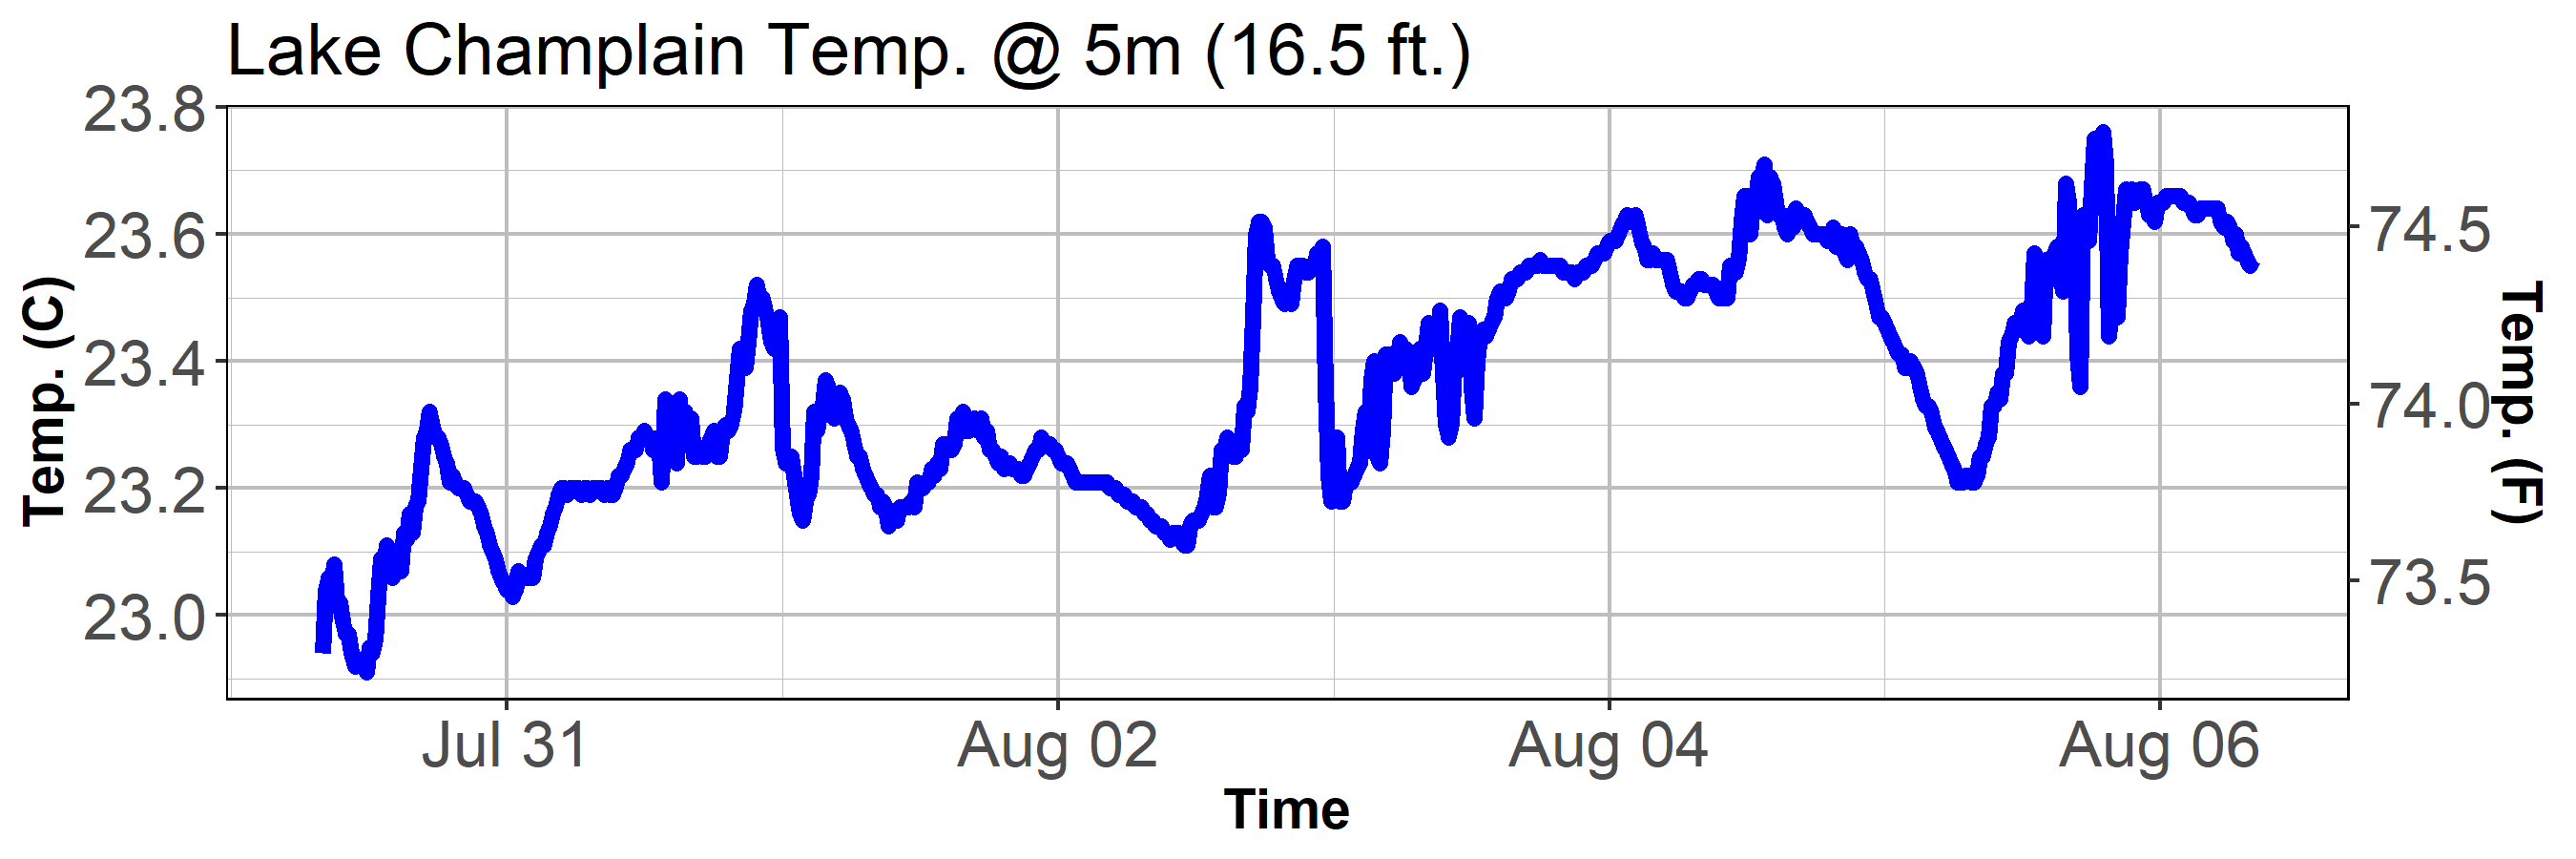 Lake Champlain Temp. @ 5m (16.5 ft.)
Temp. (C)
23.8
23.6
23.4
23.2
23.0
74.5
74.0
73.5
Temp. (F)
Jul 31 Aug 02 Aug 04 Aug 06
Time